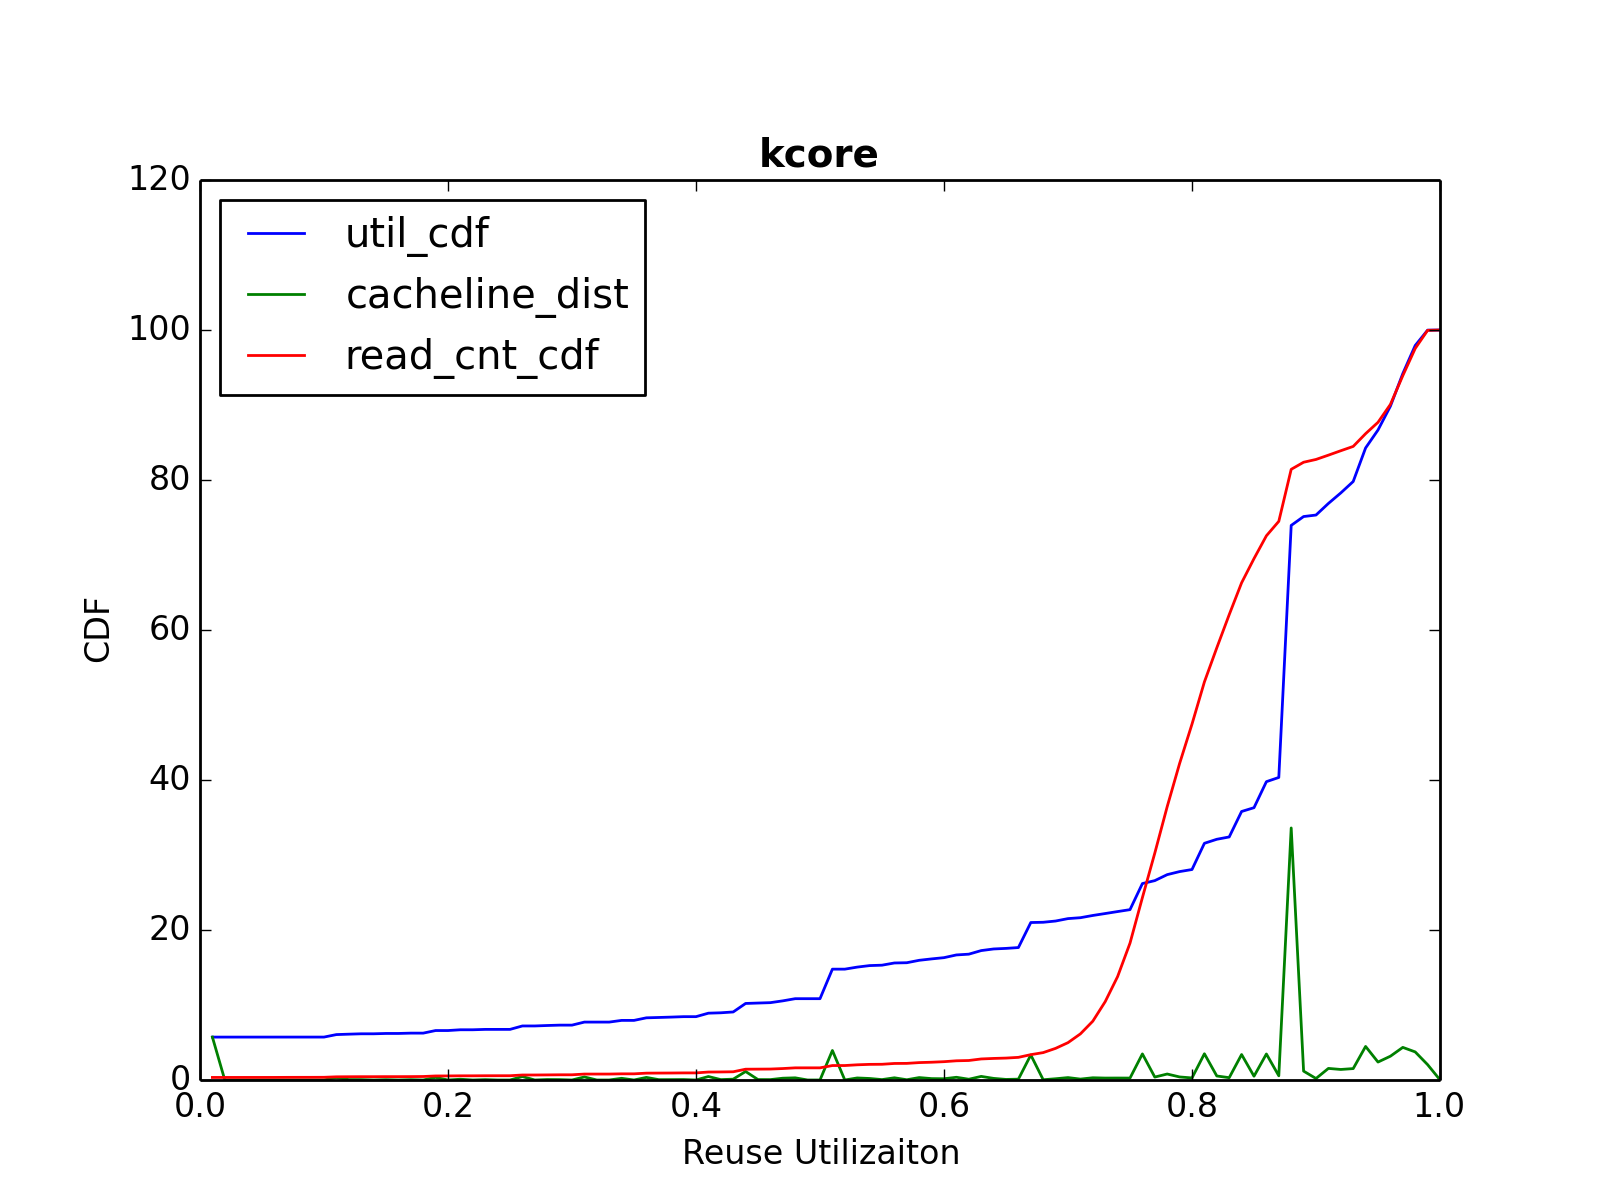 kcore
120
100
80
60
40
20
0
CDF
util_cdf
cacheline_dist
read_cnt_cdf
0.0 0.2 0.4 0.6 0.8 1.0
Reuse Utilizaiton